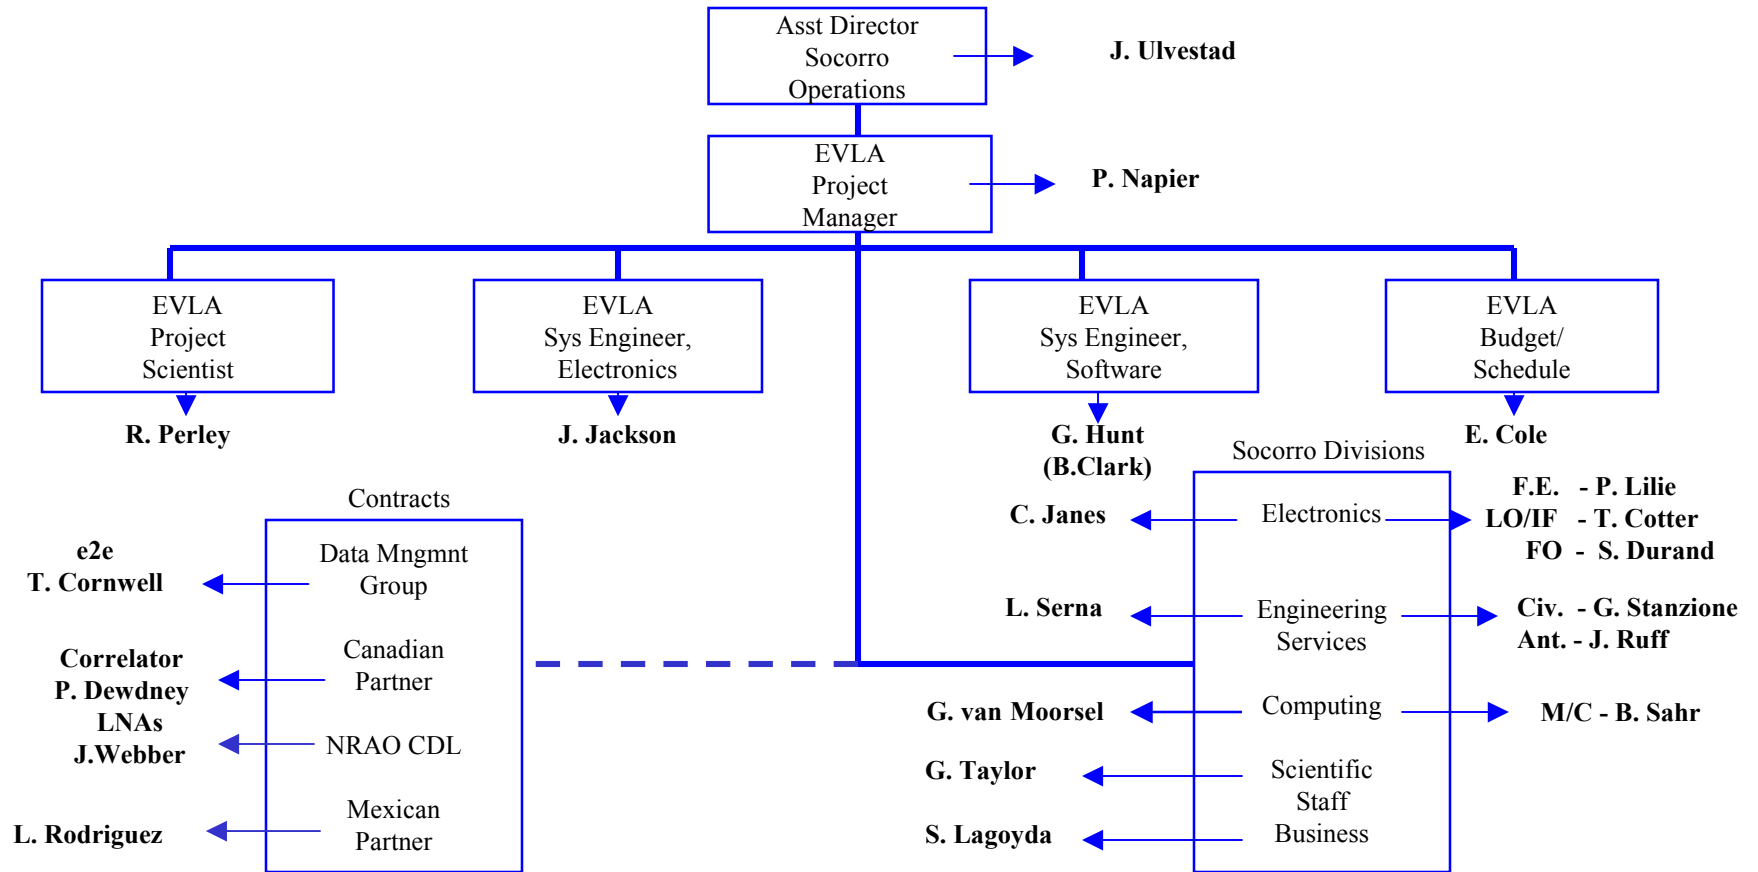 Asst Director
Socorro
Operations
J. Ulvestad
EVLA
Project
Manager
P. Napier
EVLA
Project
Scientist
R. Perley
EVLA
Sys Engineer,
Electronics
J. Jackson
EVLA
Sys Engineer,
Software
G. Hunt
(B.Clark)
EVLA
Budget/
Schedule
E. Cole
Contracts
Data Mngmnt
Group
e2e
T. Cornwell
Canadian
Partner
Correlator
P. Dewdney
NRAO CDL
LNAs
J.Webber
Mexican
Partner
L. Rodriguez
Socorro Divisions
C. Janes
Electronics
F.E. - P. Lilie
LO/IF - T. Cotter
FO - S. Durand
L. Serna
Engineering
Services
Civ. - G. Stanzione
Ant. - J. Ruff
G. van Moorsel
Computing
M/C - B. Sahr
G. Taylor
Scientific
Staff
S. Lagoyda
Business